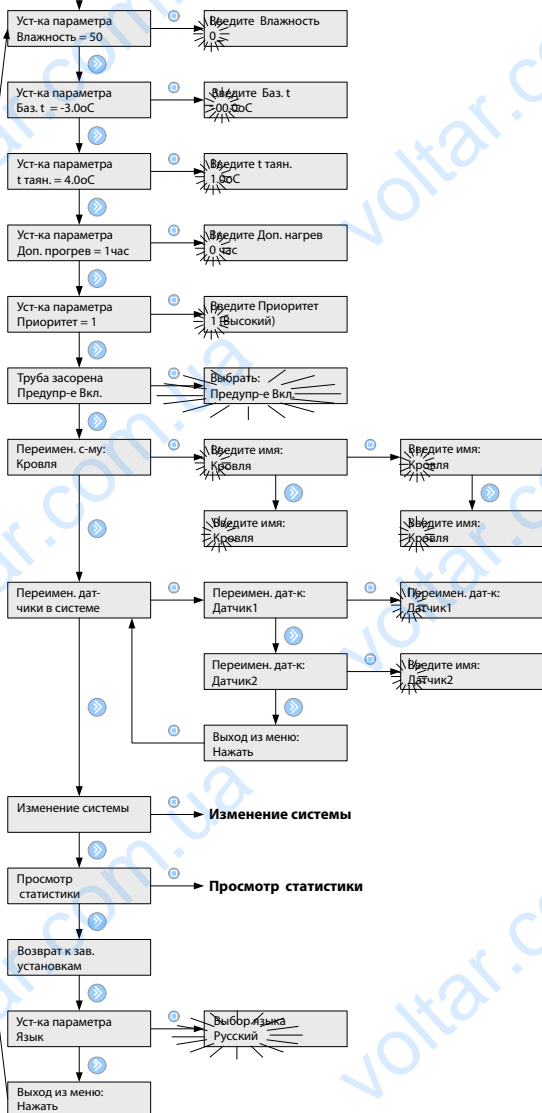 Уст-ка параметра
Влажность = 50
Введите Влажность
0
Уст-ка параметра
Баз. t = -3.0oC
Введите Баз. t
-00.0oC
Уст-ка параметра
t таян. = 4.0oC
Введите t таян.
1.0oC
Уст-ка параметра
Доп. прогрев = 1час
Введите Доп. нагрев
0 час
Уст-ка параметра
Приоритет = 1
Введите Приоритет
1 (Высокий)
Труба засорена
Предупр-е Вкл.
Выбрать:
Предупр-е Вкл.
Переимен. с-му:
Кровля
Введите имя:
Кровля
Введите имя:
Кровля
Введите имя:
Кровля
Введите имя:
Кровля
Переимен. дат-
чики в системе
Переимен. дат-к:
Датчик1
Переимен. дат-к:
Датчик1
Переимен. дат-к:
Датчик2
Введите имя:
Датчик2
Выход из меню:
Нажать
Изменение системы
Изменение системы
Просмотр
статистики
Просмотр статистики
Возврат к зав.
установкам
Уст-ка параметра
Язык
Выбор языка
Русский
Выход из меню:
Нажать
voltar.com.ua